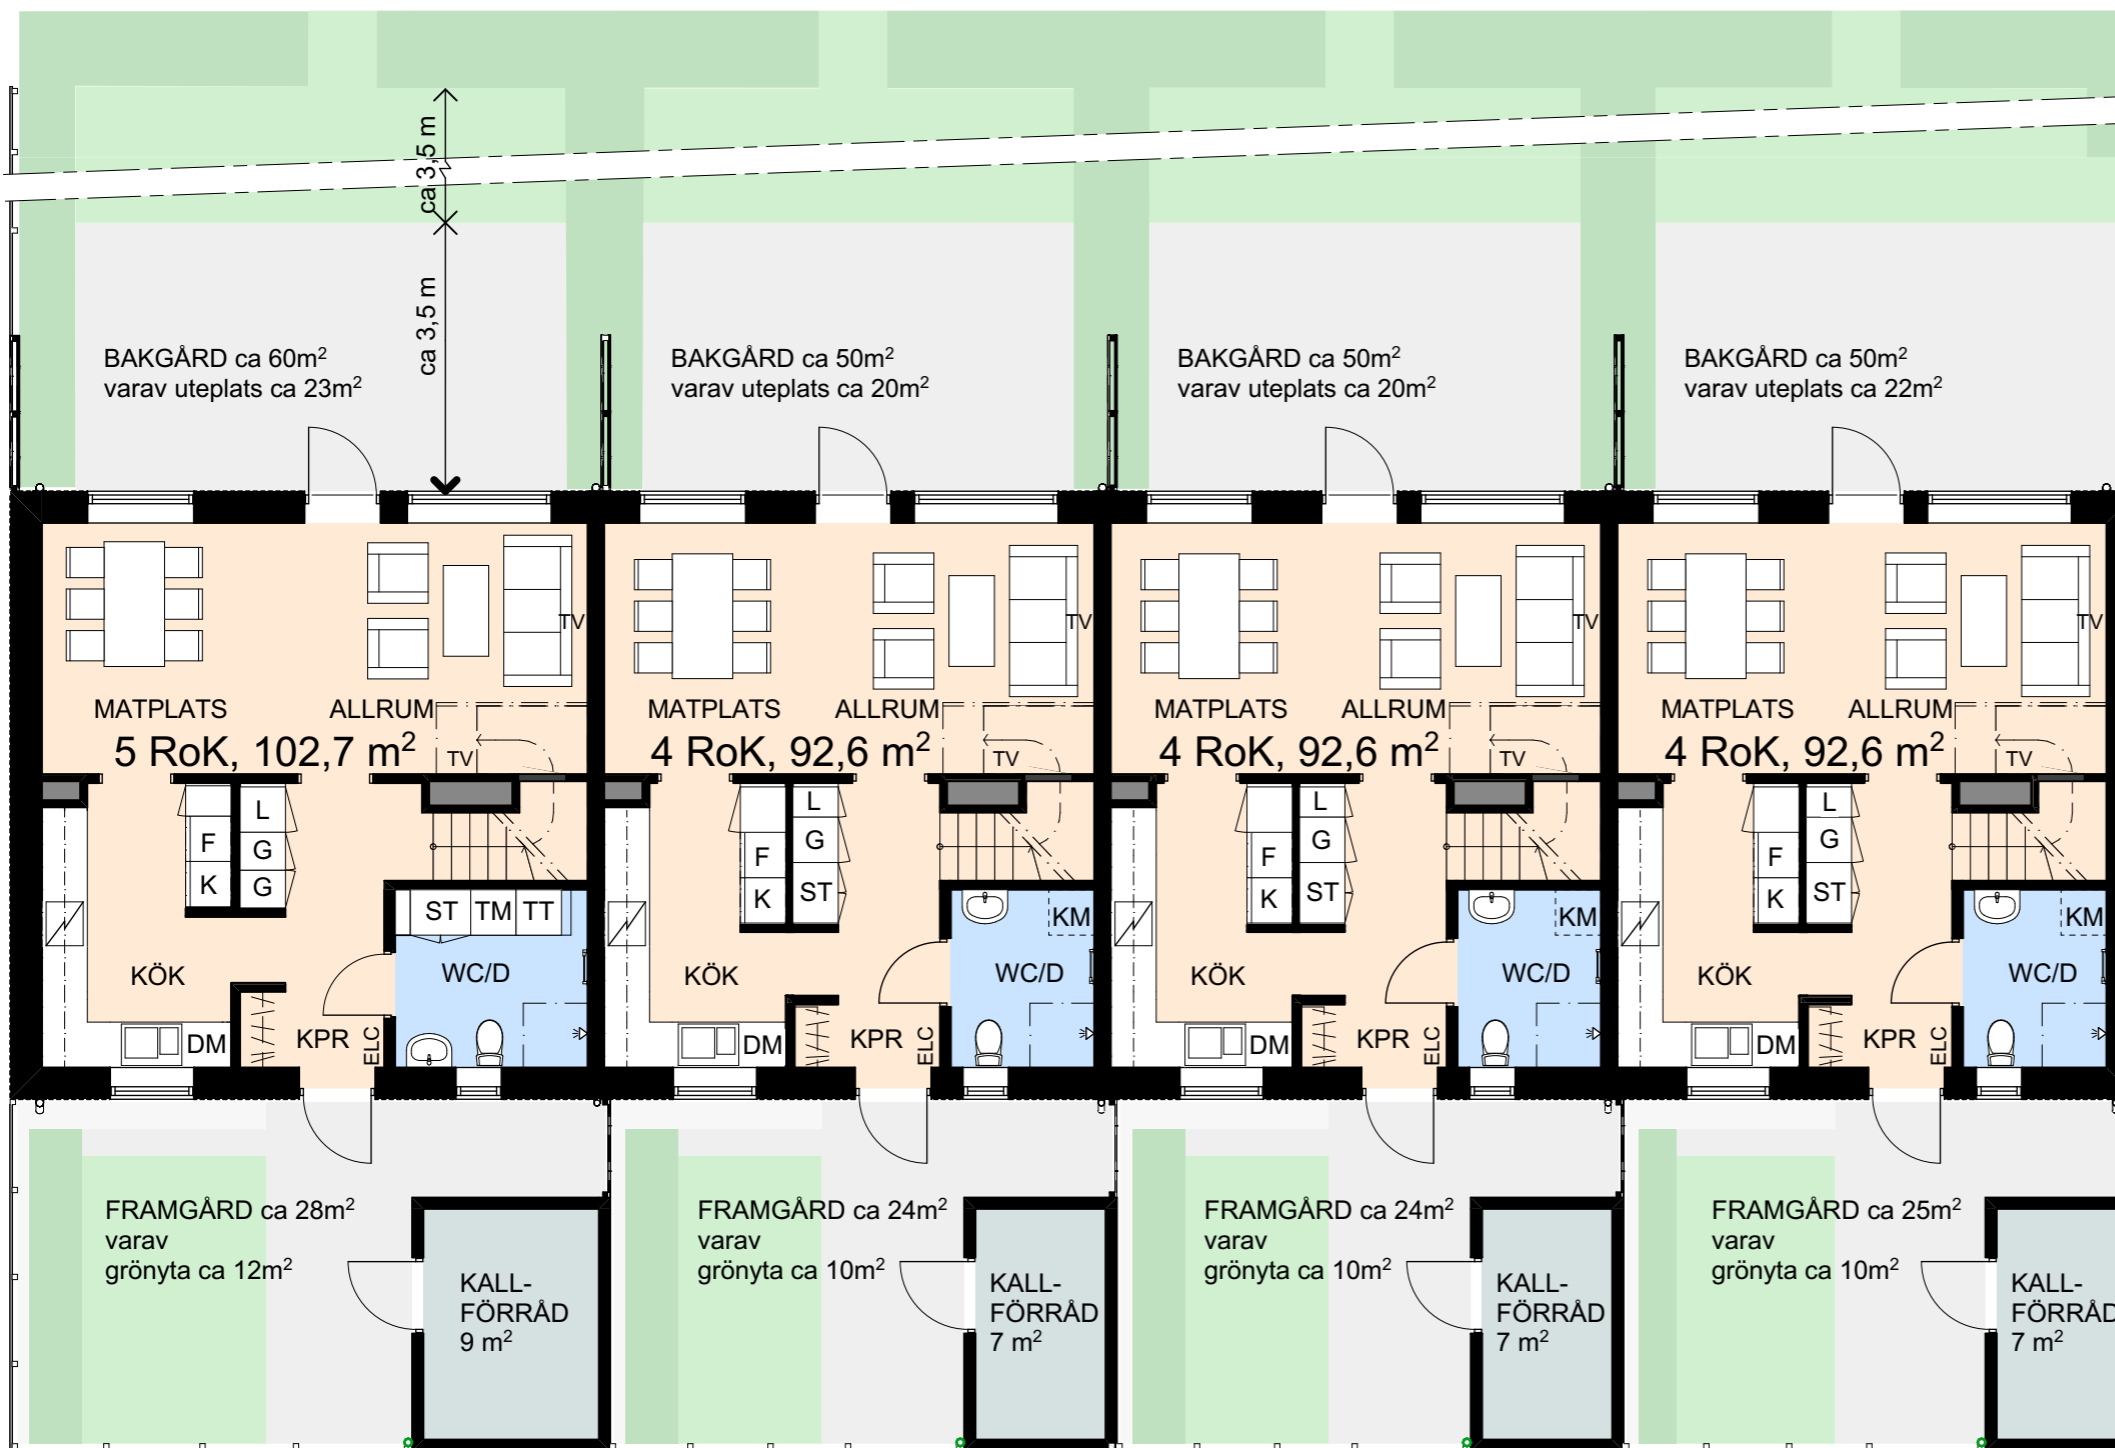 ca 3,5 m
ca 3,5 m
BAKGÅRD ca 60m²
varav uteplats ca 23m²
BAKGÅRD ca 50m²
varav uteplats ca 20m²
BAKGÅRD ca 50m²
varav uteplats ca 20m²
BAKGÅRD ca 50m²
varav uteplats ca 22m²
TV
TV
TV
TV
MATPLATS ALLRUM
5 RoK, 102,7 m²
TV
MATPLATS ALLRUM
4 RoK, 92,6 m²
TV
MATPLATS ALLRUM
4 RoK, 92,6 m²
TV
MATPLATS ALLRUM
4 RoK, 92,6 m²
TV
F
K
L
G
G
ST TM TT
KÖK
WC/D
DM
KPR
ELC
F
K
L
G
ST
KM
KÖK
WC/D
DM
KPR
ELC
F
K
L
G
ST
KM
KÖK
WC/D
DM
KPR
ELC
F
K
L
G
ST
KM
KÖK
WC/D
DM
KPR
ELC
FRAMGÅRD ca 28m²
varav
grönyta ca 12m²
KALL-
FÖRRÅD
9 m²
FRAMGÅRD ca 24m²
varav
grönyta ca 10m²
KALL-
FÖRRÅD
7 m²
FRAMGÅRD ca 24m²
varav
grönyta ca 10m²
KALL-
FÖRRÅD
7 m²
FRAMGÅRD ca 25m²
varav
grönyta ca 10m²
KALL-
FÖRRÅD
7 m²